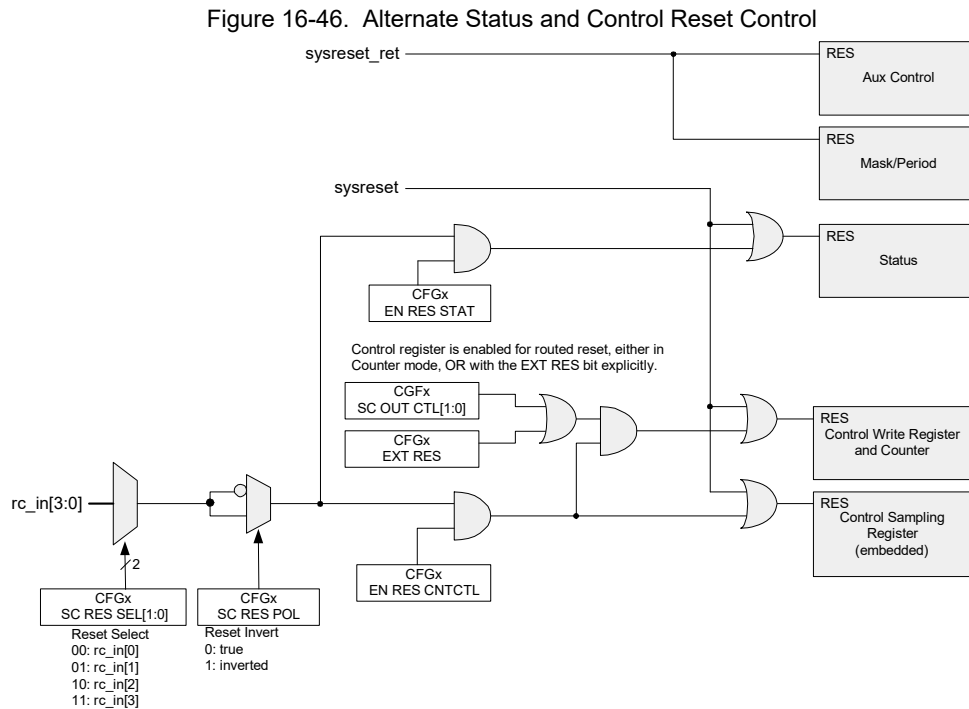 Figure 16-46. Alternate Status and Control Reset Control
sysreset_ret
RES
Aux Control
RES
Mask/Period
sysreset
RES
Status
CFGx
EN RES STAT
Control register is enabled for routed reset, either in
Counter mode, OR with the EXT RES bit explicitly.
CGFx
SC OUT CTL[1:0]
CFGx
EXT RES
RES
Control Write Register
and Counter
rc_in[3:0]
RES
Control Sampling
Register
(embedded)
2
CFGx
EN RES CNTCTL
CFGx
SC RES SEL[1:0]
CFGx
SC RES POL
Reset Select
00: rc_in[0]
01: rc_in[1]
10: rc_in[2]
11: rc_in[3]
Reset Invert
0: true
1: inverted